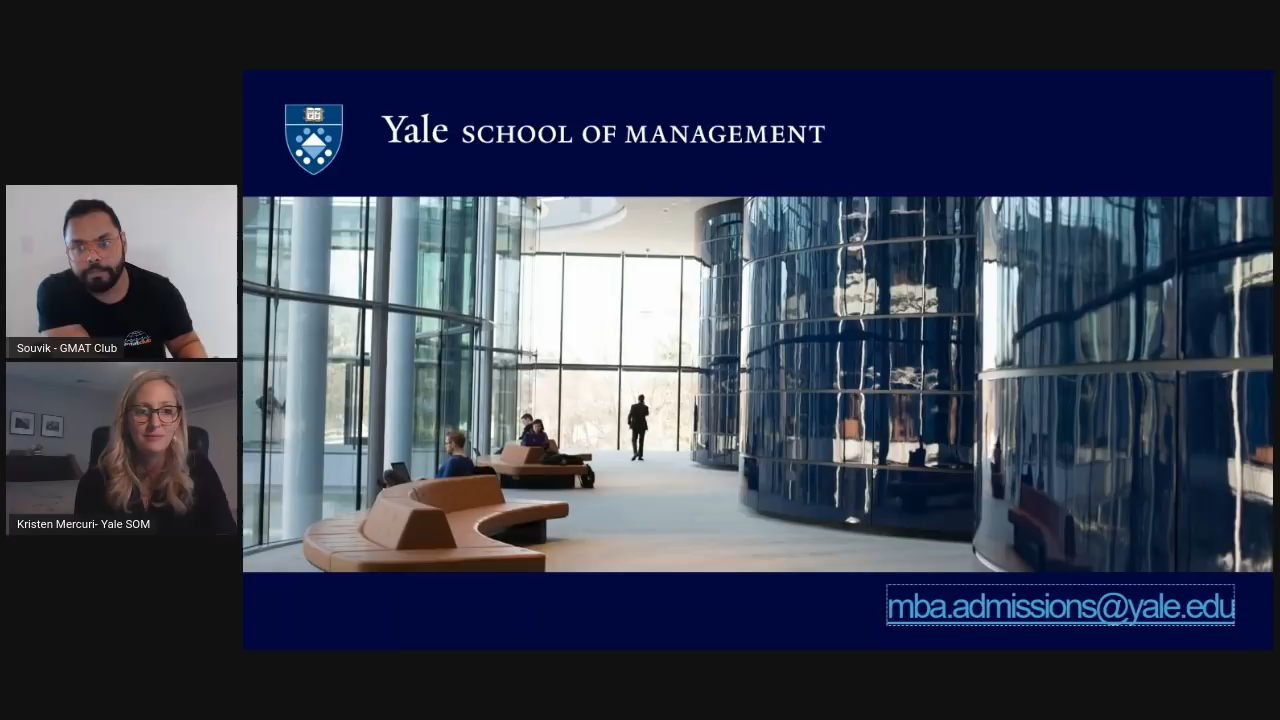 Yale SCHOOL OF MANAGEMENT
Souvik - GMAT Club
Kristen Mercuri- Yale SOM
mba.admissions@yale.edu